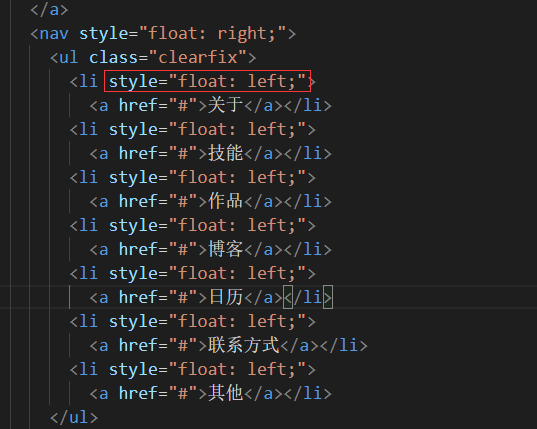 </a>
<nav style="float: right;">
<ul class="clearfix">
<li style="float: left;">
<a href="#">关于</a></li>
<li style="float: left;">
<a href="#">技能</a></li>
<li style="float: left;">
<a href="#">作品</a></li>
<li style="float: left;">
<a href="#">博客</a></li>
<li style="float: left;">
<a href="#">日历</a></li>
<li style="float: left;">
<a href="#">联系方式</a></li>
<li style="float: left;">
<a href="#">其他</a></li>
</ul>